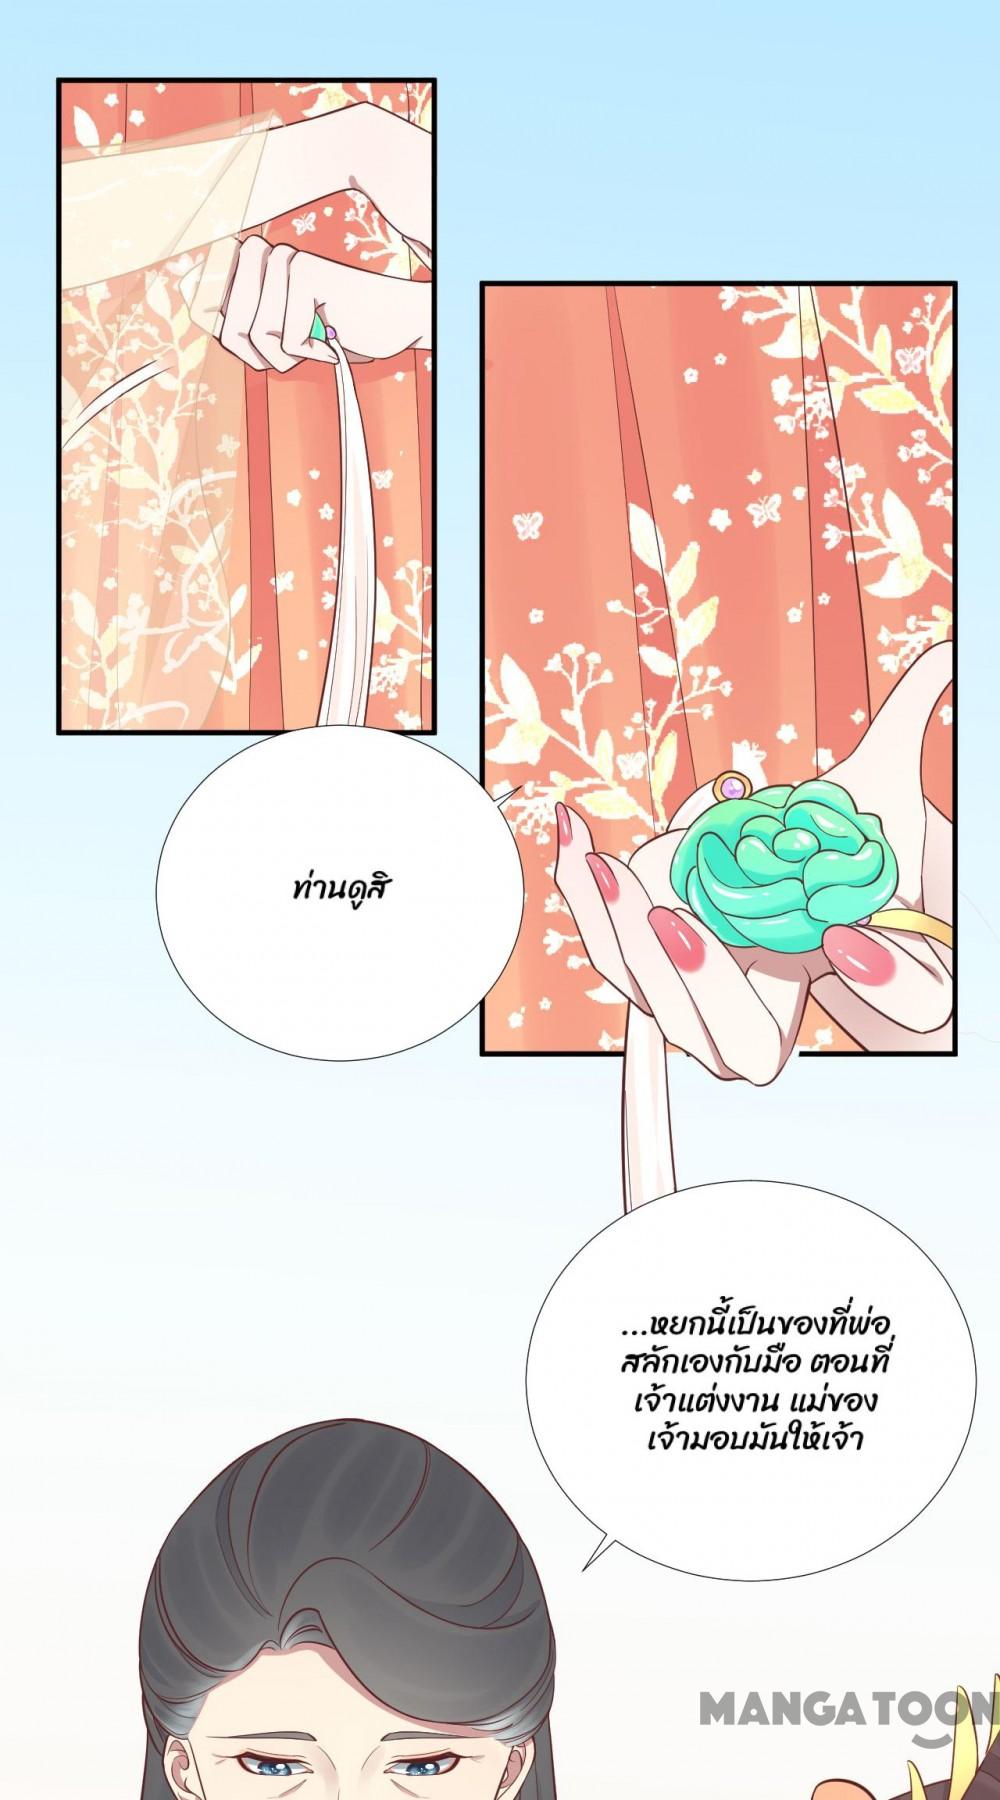 ท่านดูสิ
...หยกนี้เป็นของที่พ่อ
สลักเองกับมือ ตอนที่
เจ้าแต่งงาน แม่ของ
เจ้ามอบมันให้เจ้า
MANGATOON